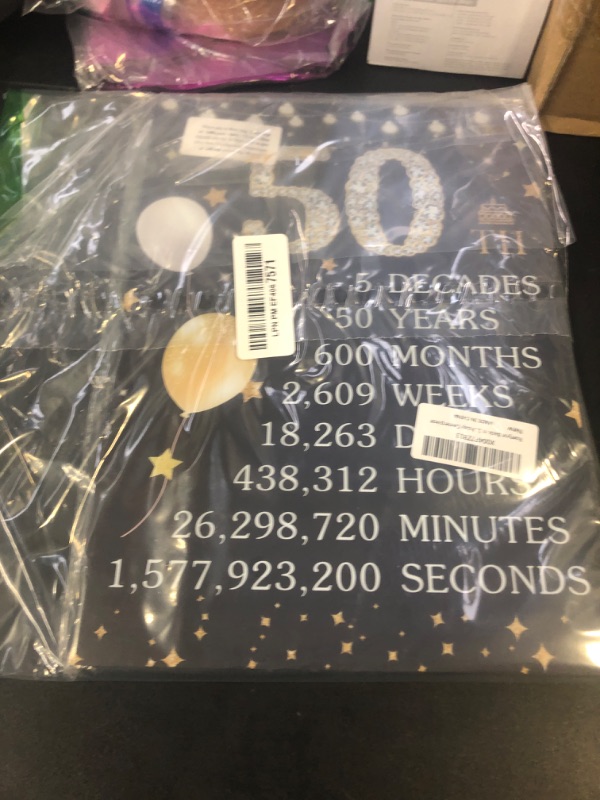 50
TH
5 DECADES
50 YEARS
600 MONTHS
2,609 WEEKS
18,263 D
438,312 HOURS
26,298,720 MINUTES
1,577,923,200 SECONDS
7571